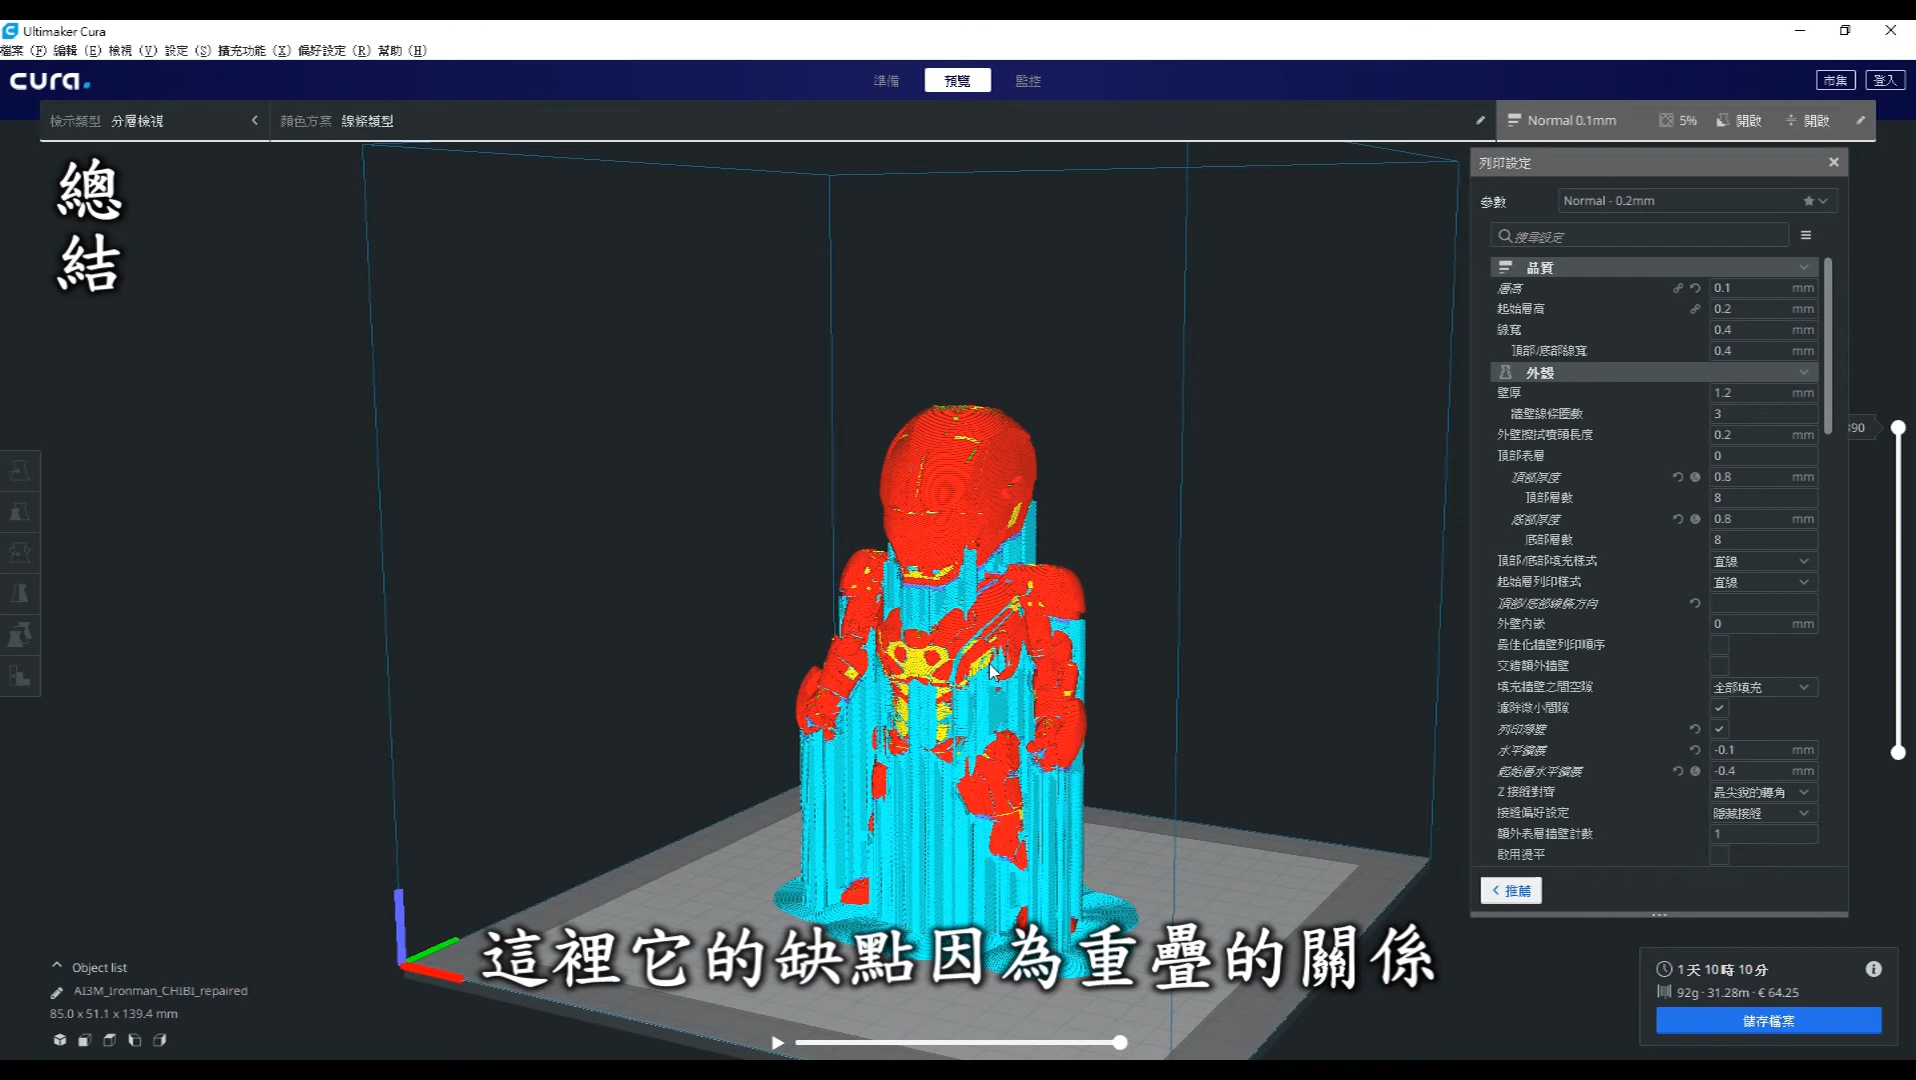 Ultimaker Cura
檔案 (F) 編輯 (E) 檢視 (V) 設定 (S) 擴充功能 (X) 偏好設定 (R) 幫助 (H)
cura.
準備 預覽 監控
市集 登入
檢示類型 分層檢視
顏色方案 線條類型
Normal 0.1mm 5% 開啟 開啟
總結
列印設定
參數 Normal - 0.2mm
搜尋設定
品質
層高 0.1 mm
起始層高 0.2 mm
線寬 0.4 mm
頂部/底部線寬 0.4 mm
外殼
壁厚 1.2 mm
牆壁線條圈數 3
外壁擦拭噴頭長度 0.2 mm
頂部表層 0
頂部厚度 0.8 mm
頂部層數 8
底部厚度 0.8 mm
底部層數 8
頂部/底部填充樣式 直線
起始層列印樣式 直線
頂部/底部線條方向
外壁內嵌 0 mm
最佳化牆壁列印順序
交錯額外牆壁
填充牆壁之間空隙 全部填充
濾除微小間隙
列印薄壁
水平擴展 -0.1 mm
起始層水平擴展 -0.4 mm
Z 接縫對齊 最尖銳的轉角
接縫偏好設定 隱藏接縫
額外表層牆壁計數 1
啟用燙平
推薦
這裡它的缺點因為重疊的關係
Object list
AI3M_Ironman_CHIBI_repaired
85.0 x 51.1 x 139.4 mm
1 天 10 時 10 分
92g · 31.28m · € 64.25
儲存檔案